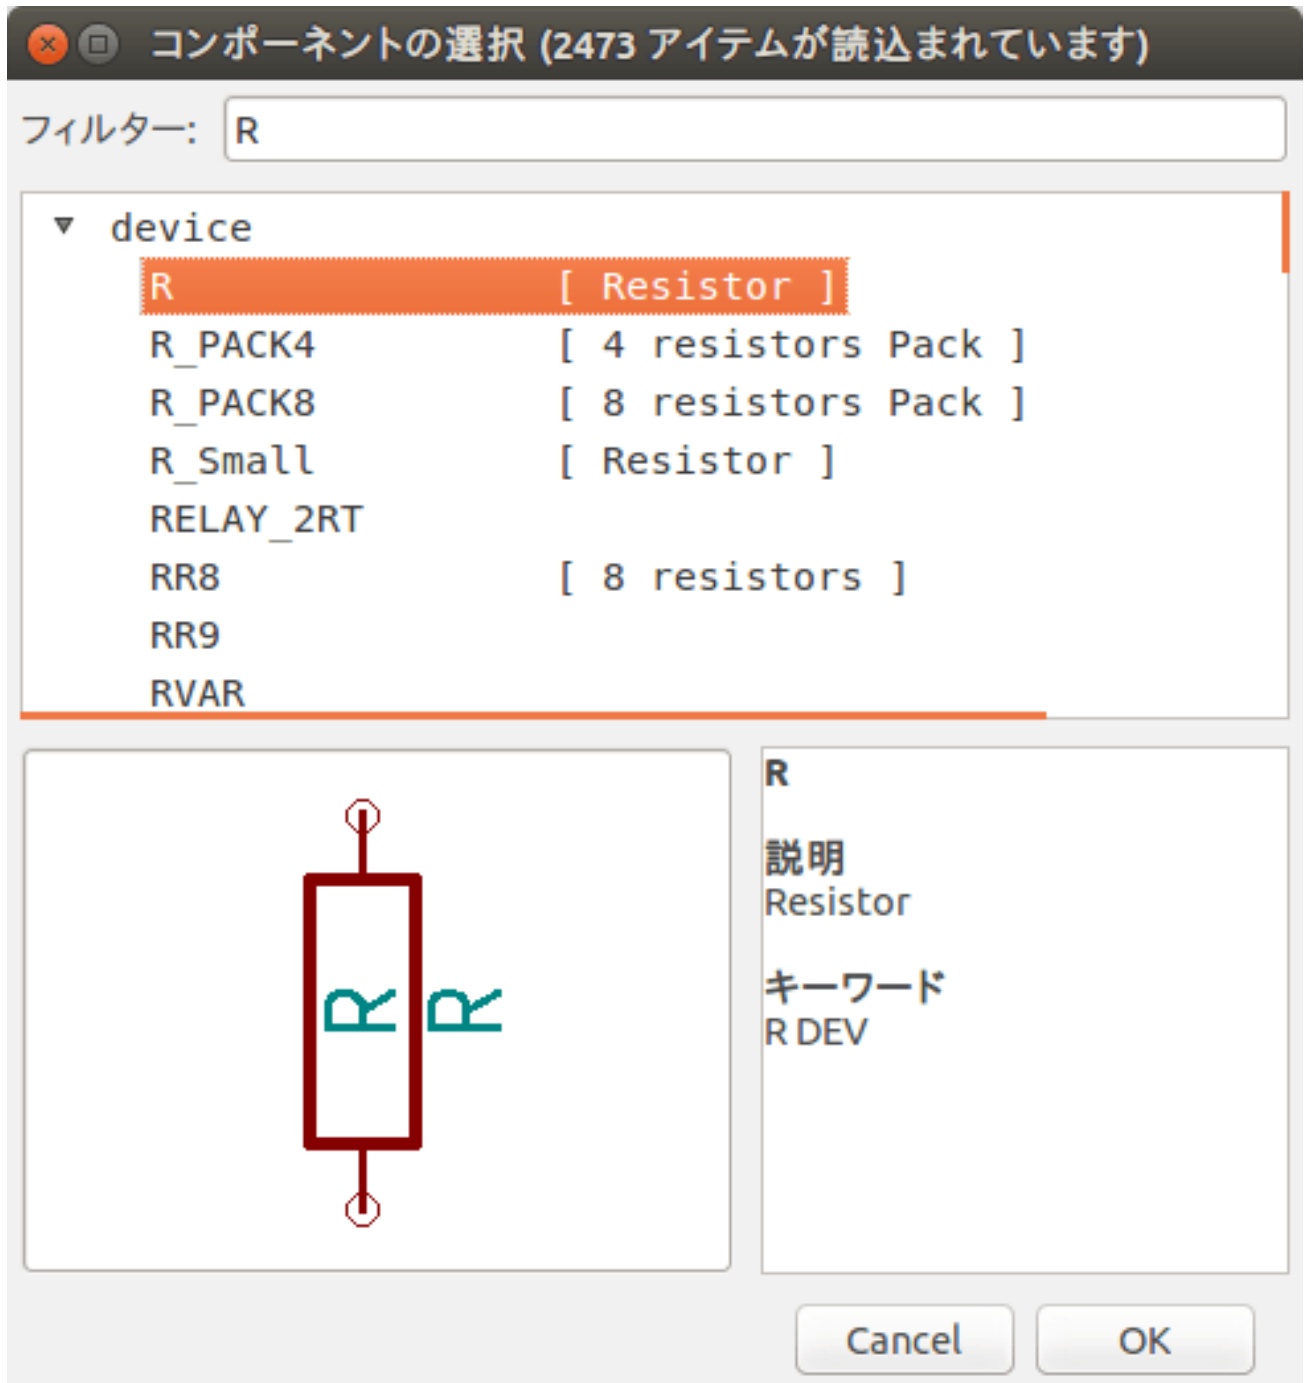 コンポーネントの選択 (2473 アイテムが読込まれています)
フィルター: R
device
R [ Resistor ]
R_PACK4 [ 4 resistors Pack ]
R_PACK8 [ 8 resistors Pack ]
R_Small [ Resistor ]
RELAY_2RT
RR8 [ 8 resistors ]
RR9
RVAR
R R
R
説明
Resistor
キーワード
R DEV
Cancel OK